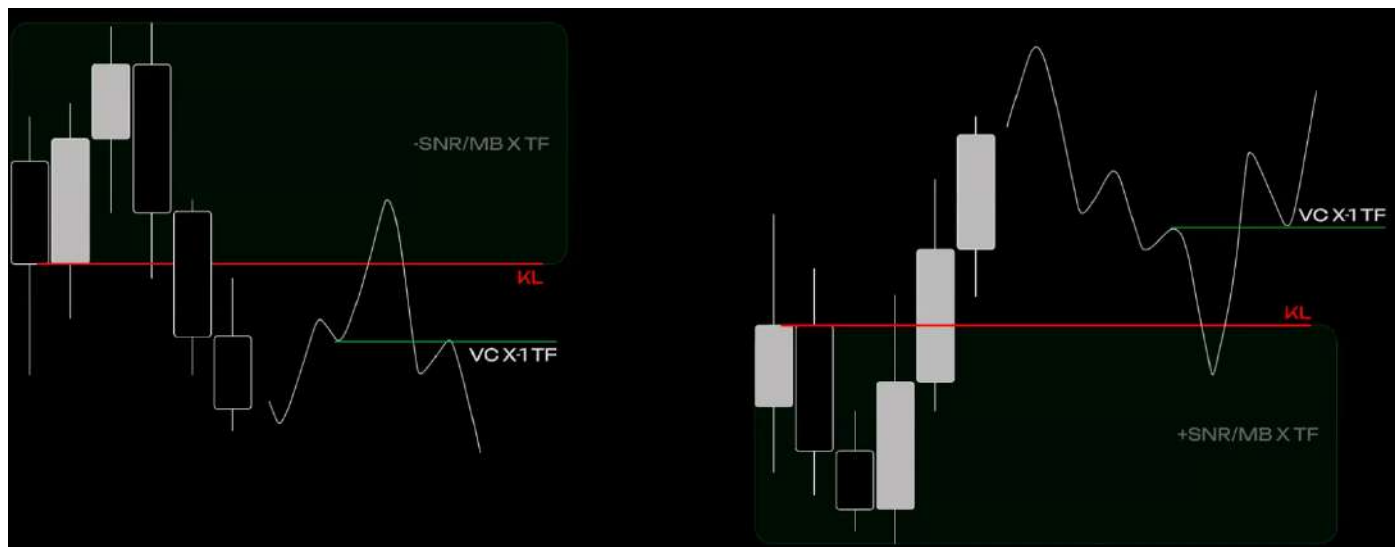 -SNR/MB X TF
KL
VC X-1 TF
VC X-1 TF
KL
+SNR/MB X TF